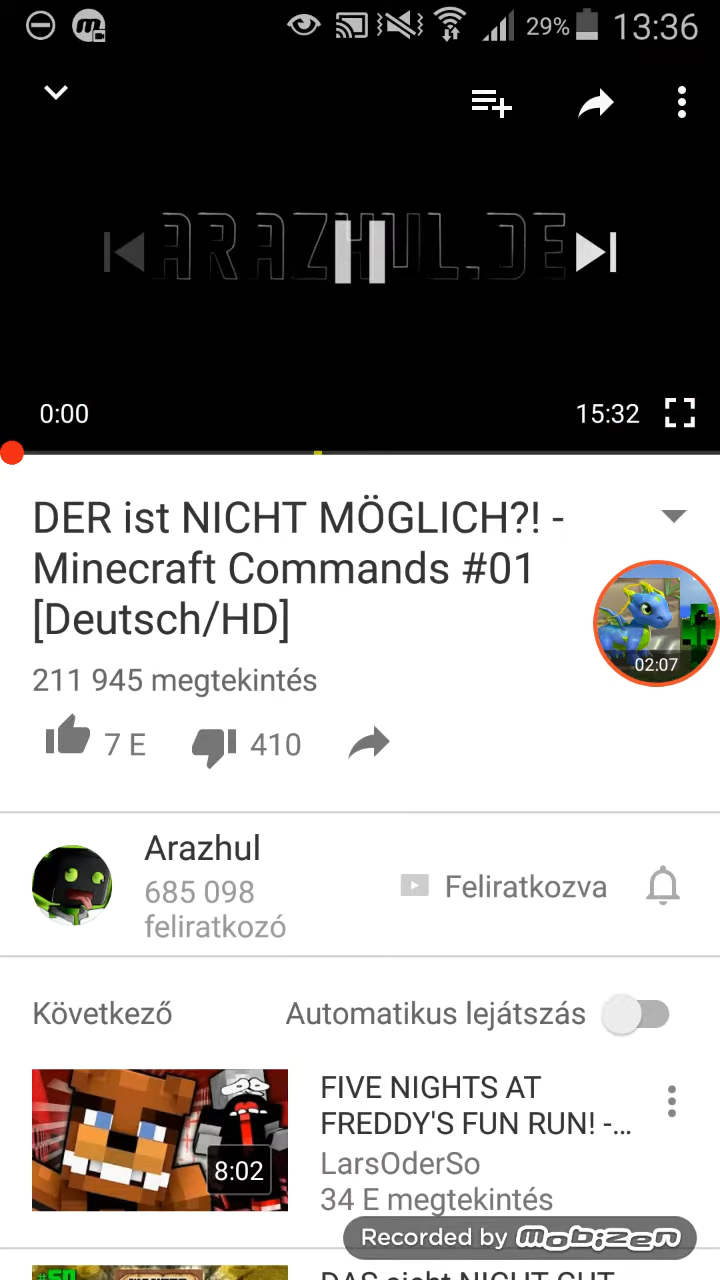 29% 13:36
ARAZHUL.DE
0:00
15:32
DER ist NICHT MÖGLICH?! -
Minecraft Commands #01
[Deutsch/HD]
02:07
211 945 megtekintés
7 E
410
Arazhul
685 098
feliratkozó
Feliratkozva
Következő
Automatikus lejátszás
8:02
FIVE NIGHTS AT
FREDDY'S FUN RUN! -...
LarsOderSo
34 E megtekintés
Recorded by mobizen
#50